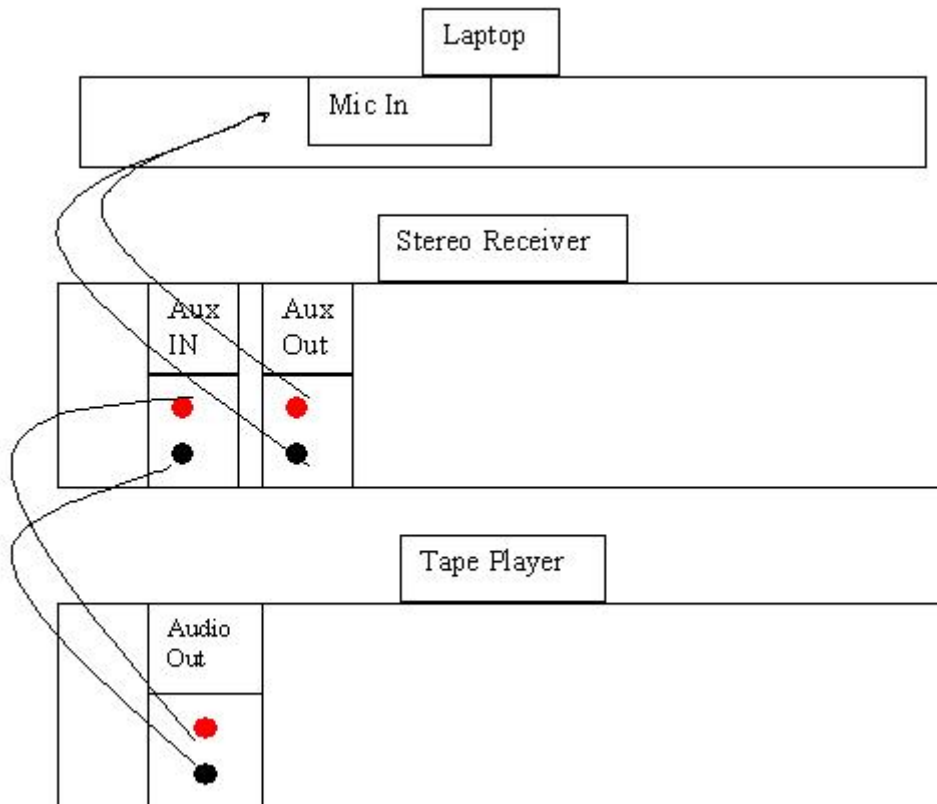 Laptop
Mic In
Stereo Receiver
Aux
IN
Aux
Out
Tape Player
Audio
Out